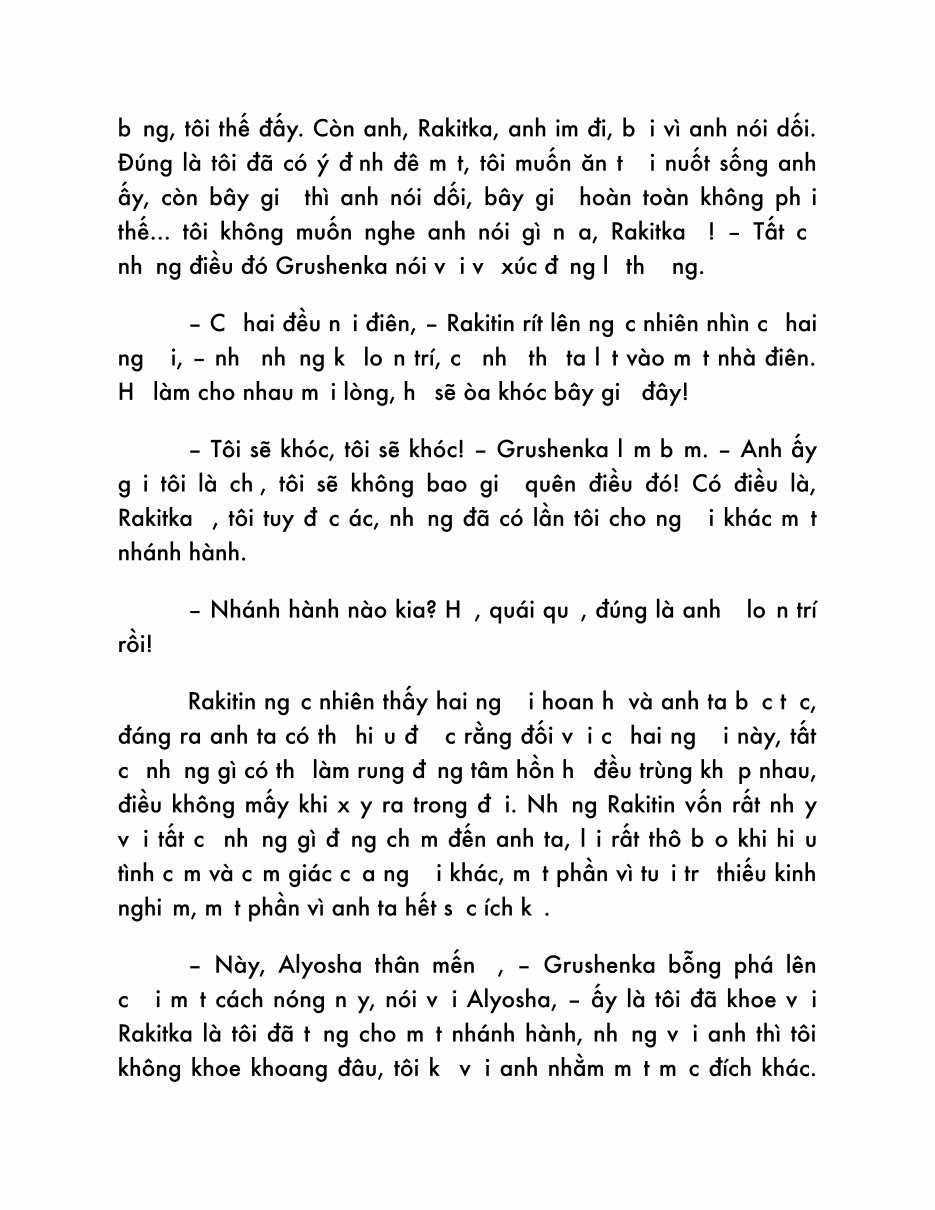 b ng, tôi thế đấy. Còn anh, Rakitka, anh im đi, b i vì anh nói dối.
Đúng là tôi đã có ý đ nh đê m t, tôi muốn ăn t i nuốt sống anh
ấy, còn bây gi thì anh nói dối, bây gi hoàn toàn không ph i
thế... tôi không muốn nghe anh nói gì n a, Rakitka ! – Tất c
nh ng điều đó Grushenka nói v i v xúc đ ng l th ng.
– C hai đều n i điên, – Rakitin rít lên ng c nhiên nhìn c hai
ng i, – nh nh ng k lo n trí, c nh th ta l t vào m t nhà điên.
H làm cho nhau m i lòng, h sẽ òa khóc bây gi đây!
– Tôi sẽ khóc, tôi sẽ khóc! – Grushenka l m b m. – Anh ấy
g i tôi là ch , tôi sẽ không bao gi quên điều đó! Có điều là,
Rakitka , tôi tuy đ c ác, nh ng đã có lần tôi cho ng i khác m t
nhánh hành.
– Nhánh hành nào kia? H , quái qu , đúng là anh lo n trí
rồi!
Rakitin ng c nhiên thấy hai ng i hoan h và anh ta b c t c,
đáng ra anh ta có th hi u đ c rằng đối v i c hai ng i này, tất
c nh ng gì có th làm rung đ ng tâm hồn h đều trùng kh p nhau,
điều không mấy khi x y ra trong đ i. Nh ng Rakitin vốn rất nh y
v i tất c nh ng gì đ ng ch m đến anh ta, l i rất thô b o khi hi u
tình c m và c m giác c a ng i khác, m t phần vì tu i tr thiếu kinh
nghi m, m t phần vì anh ta hết s c ích k .
– Này, Alyosha thân mến , – Grushenka bỗng phá lên
c i m t cách nóng n y, nói v i Alyosha, – ấy là tôi đã khoe v i
Rakitka là tôi đã t ng cho m t nhánh hành, nh ng v i anh thì tôi
không khoe khoang đâu, tôi k v i anh nhằm m t m c đích khác.